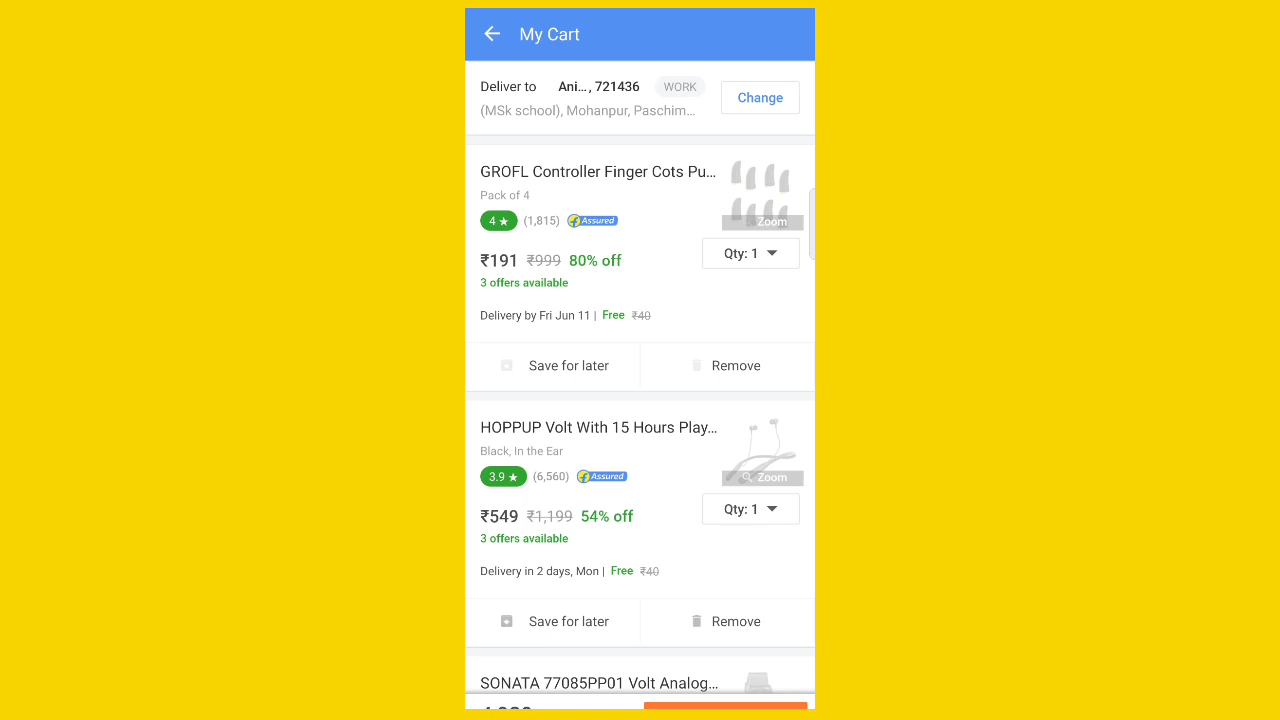 My Cart
Deliver to Ani..., 721436 WORK
Change
(MSk school), Mohanpur, Paschim...
GROFL Controller Finger Cots Pu...
Pack of 4
4 ★ (1,815) Assured
Zoom
₹191 ₹999 80% off
Qty: 1
3 offers available
Delivery by Fri Jun 11 | Free ₹40
Save for later Remove
HOPPUP Volt With 15 Hours Play...
Black, In the Ear
3.9 ★ (6,560) Assured
Zoom
₹549 ₹1,199 54% off
Qty: 1
3 offers available
Delivery in 2 days, Mon | Free ₹40
Save for later Remove
SONATA 77085PP01 Volt Analog...